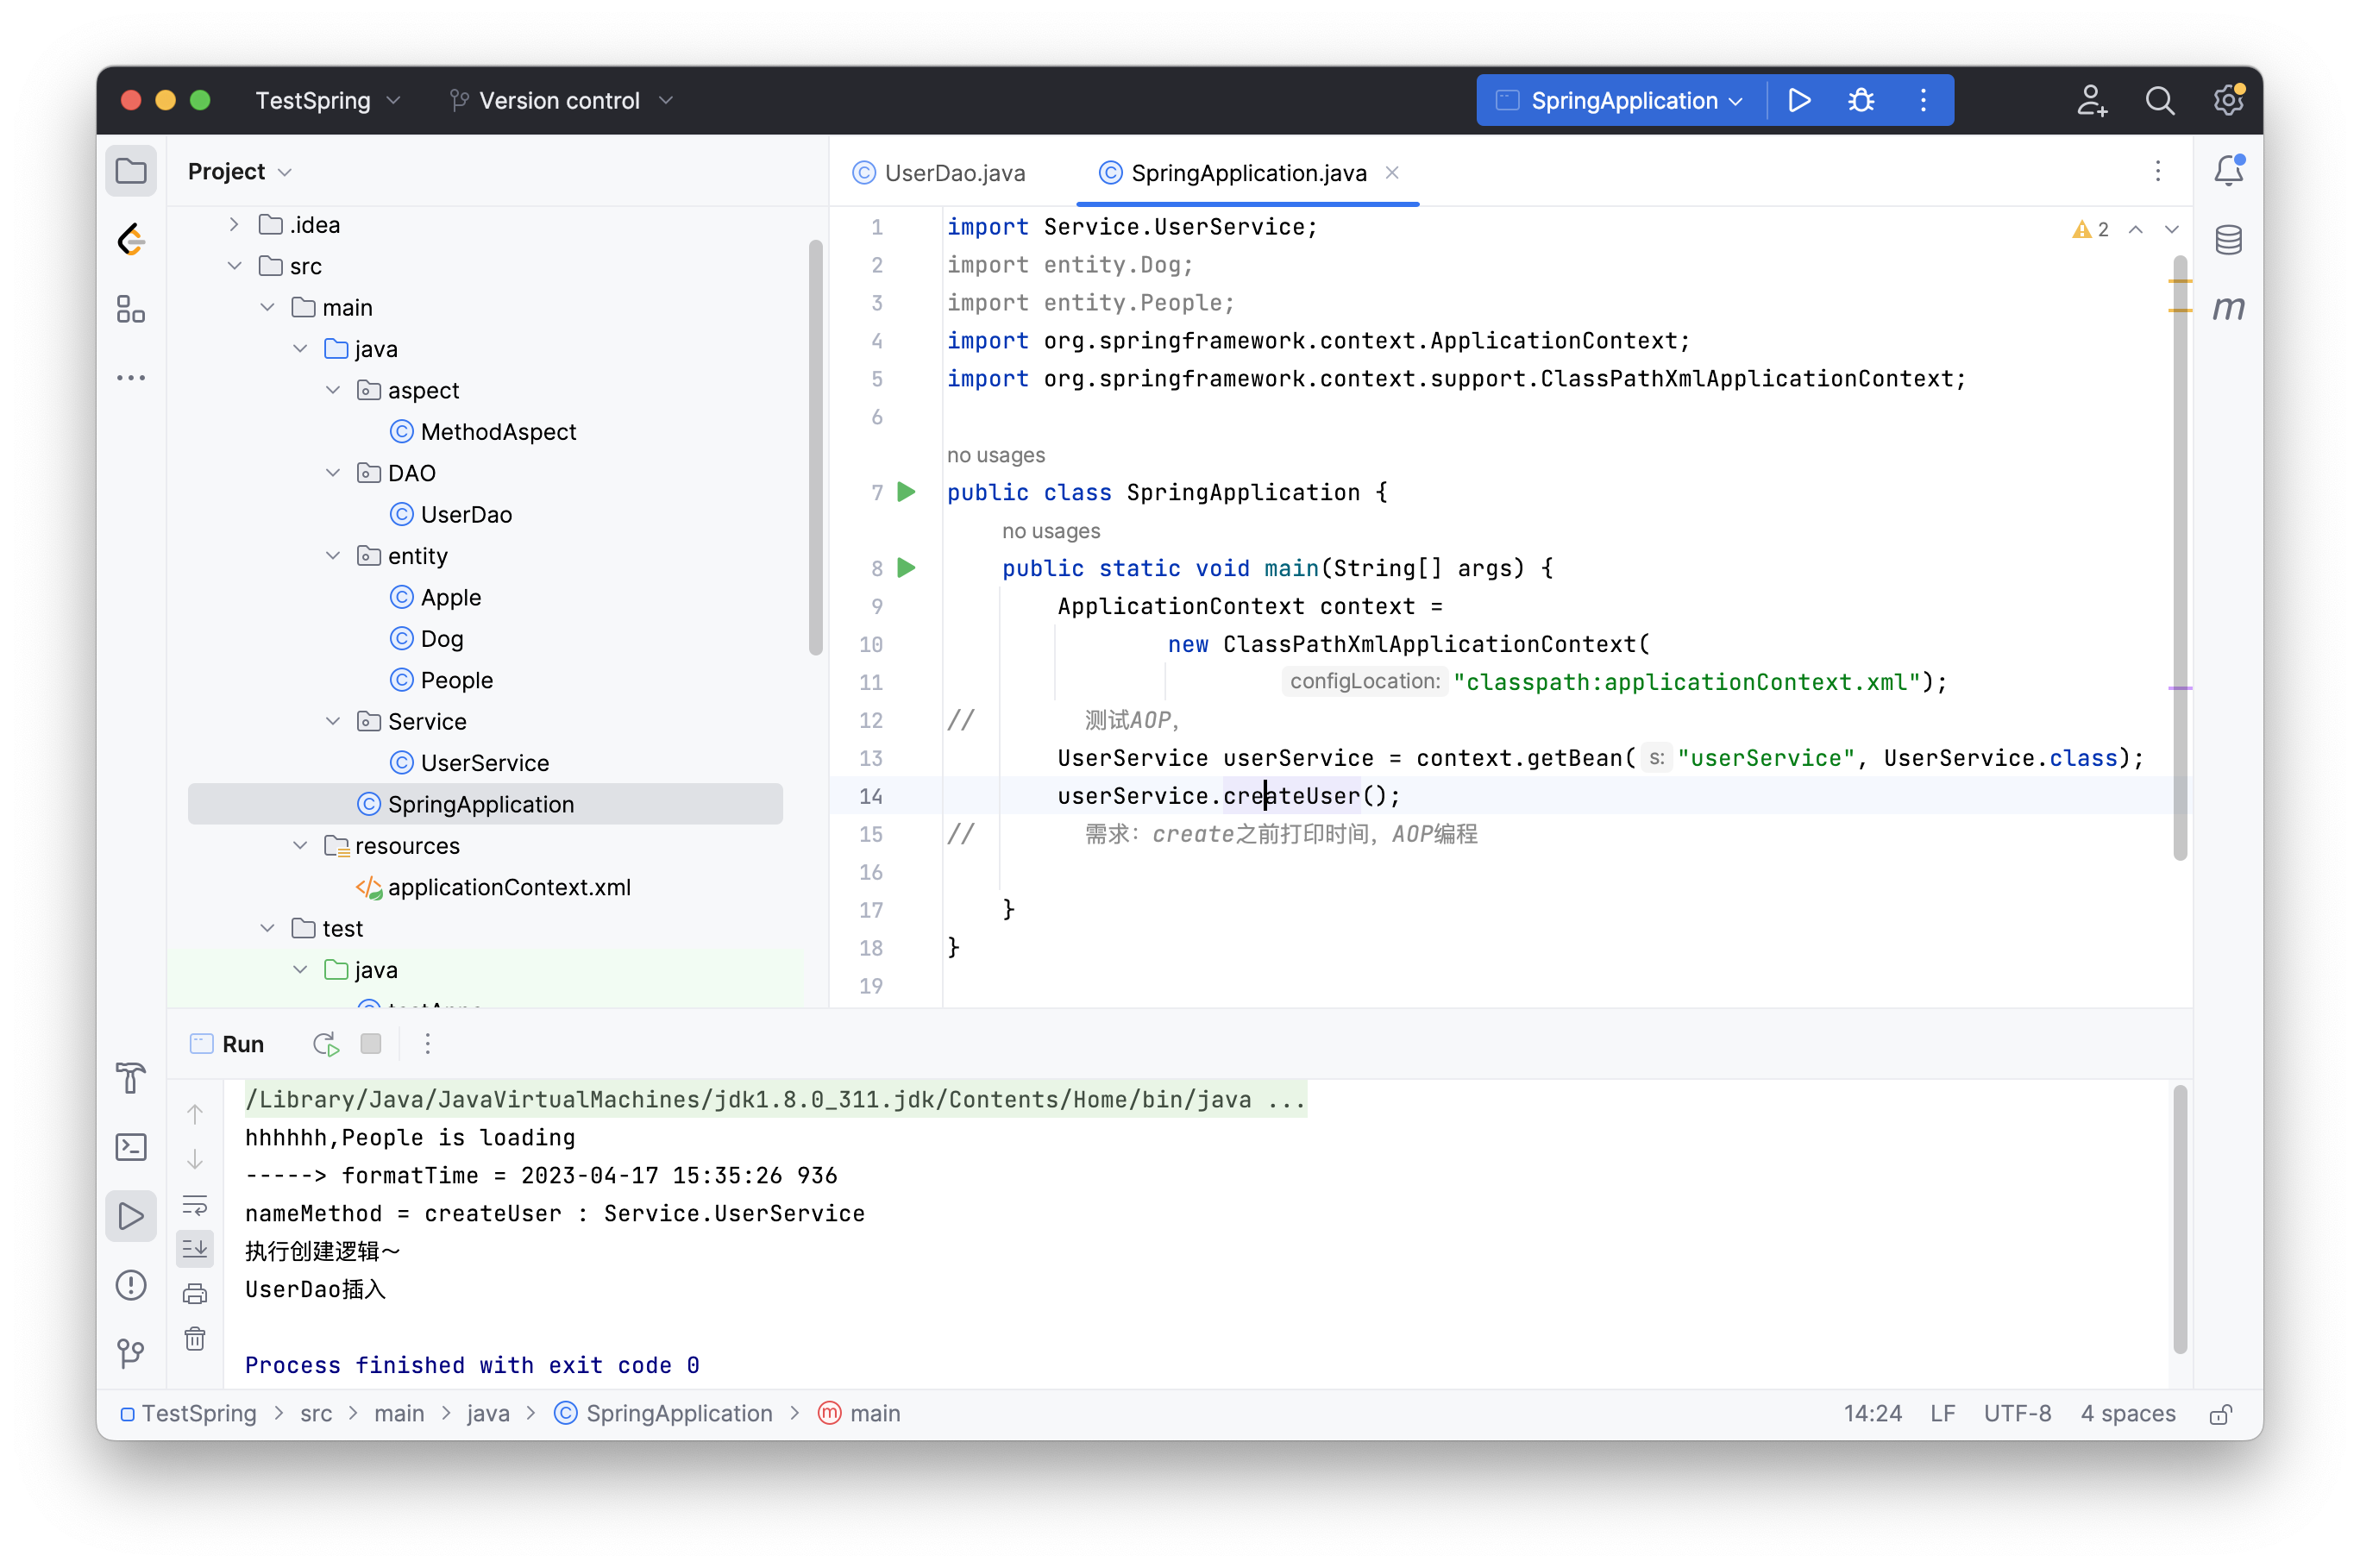 TestSpring
Version control
SpringApplication
Project
UserDao.java
SpringApplication.java
.idea
src
main
java
aspect
MethodAspect
DAO
UserDao
entity
Apple
Dog
People
Service
UserService
SpringApplication
resources
applicationContext.xml
test
java
2
1 import Service.UserService;
2 import entity.Dog;
3 import entity.People;
4 import org.springframework.context.ApplicationContext;
5 import org.springframework.context.support.ClassPathXmlApplicationContext;
6
no usages
7 public class SpringApplication {
no usages
8 public static void main(String[] args) {
9 ApplicationContext context =
10 new ClassPathXmlApplicationContext(
11 configLocation: "classpath:applicationContext.xml");
12 // 测试AOP,
13 UserService userService = context.getBean( s: "userService", UserService.class);
14 userService.createUser();
15 // 需求: create之前打印时间, AOP编程
16
17 }
18 }
19
m
Run
/Library/Java/JavaVirtualMachines/jdk1.8.0_311.jdk/Contents/Home/bin/java ...
hhhhhh,People is loading
-----> formatTime = 2023-04-17 15:35:26 936
nameMethod = createUser : Service.UserService
执行创建逻辑～
UserDao插入
Process finished with exit code 0
TestSpring > src > main > java > SpringApplication > main
14:24 LF UTF-8 4 spaces